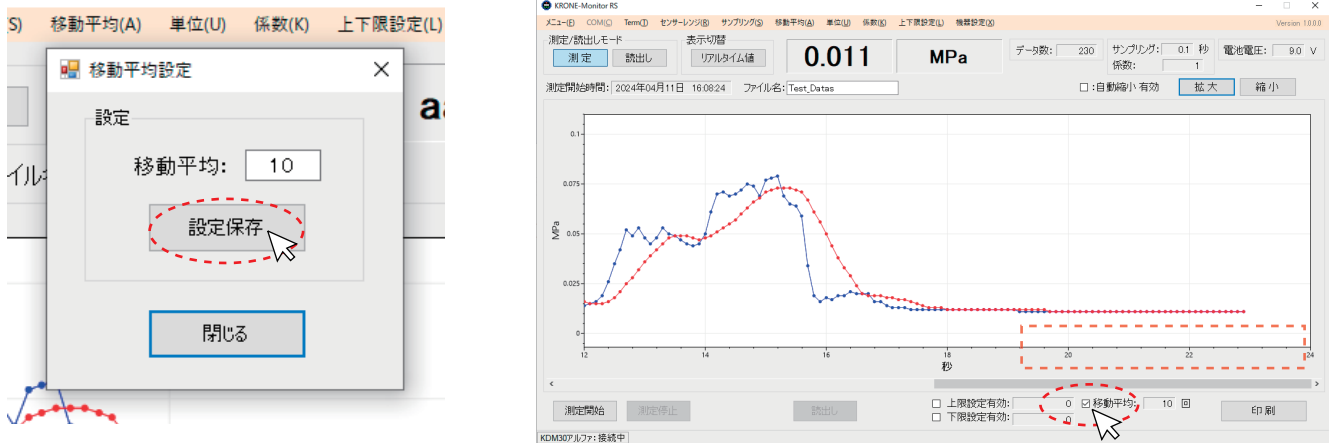 S)　移動平均(A)　単位(U)　係数(K)　上下限設定(L)
移動平均設定
設定
移動平均: 10
設定保存
閉じる
KRONE-Monitor RS
メニュー(F)　COM(C)　Term(T)　センサーレンジ(R)　サンプリング(S)　移動平均(A)　単位(U)　係数(K)　上下限設定(L)　機器設定(X)　Version 1.0.0.0
測定/読出しモード　表示切替
測 定　読出し　リアルタイム値　0.011　MPa　データ数: 230　サンプリング: 0.1 秒　電池電圧: 9.0 V
係数: 1
測定開始時間: 2024年04月11日 16:08:24　ファイル名: Test_Datas　:自動縮小 有効　拡 大　縮 小
0.1
0.075
MPa
0.05
0.025
0
12　14　16　18　20　22　24
秒
測定開始　測定停止　読出し　上限設定有効: 0　移動平均: 10 回　印 刷
下限設定有効: 0
KDM30アルファ: 接続中